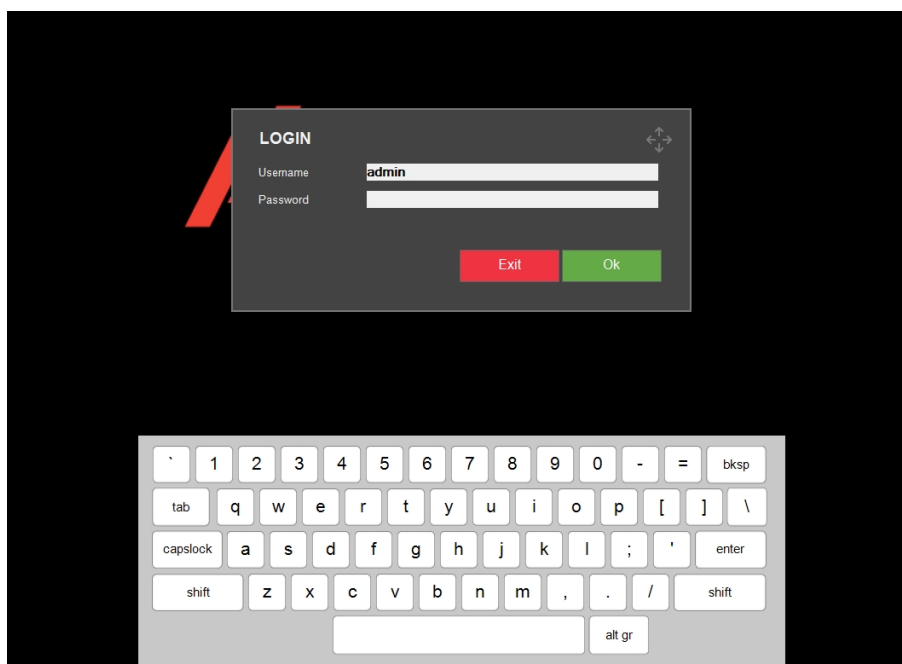 LOGIN
Username admin
Password
Exit Ok
` 1 2 3 4 5 6 7 8 9 0 - = bksp
tab q w e r t y u i o p [ ] \
capslock a s d f g h j k l ; ' enter
shift z x c v b n m , . / shift
alt gr